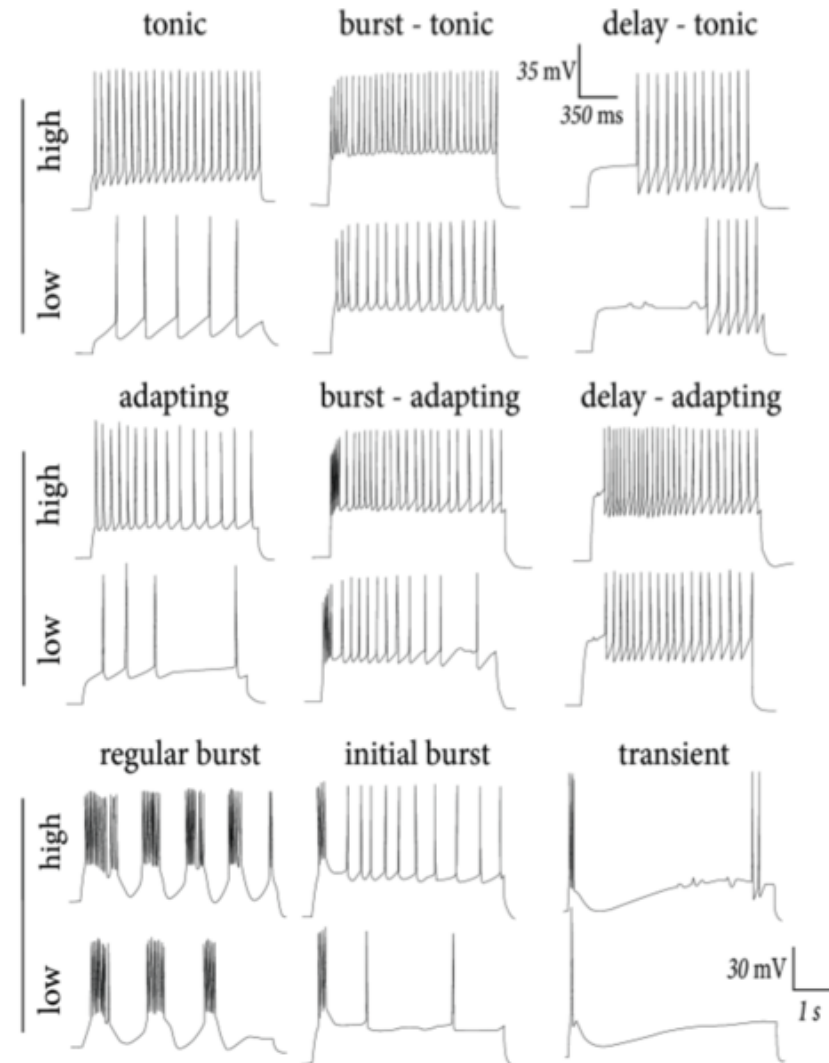 tonic
burst - tonic
delay - tonic
35 mV
350 ms
high
low
adapting
burst - adapting
delay - adapting
high
low
regular burst
initial burst
transient
high
low
30 mV
1 s